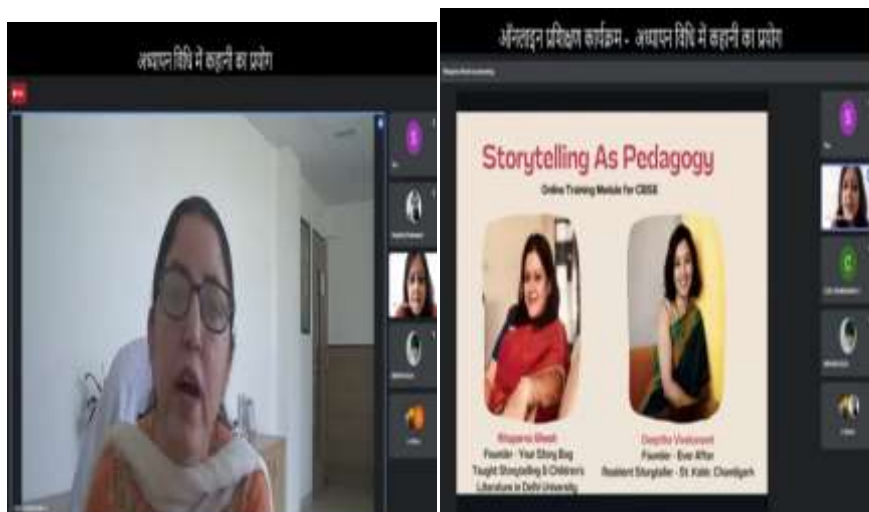 अध्यापन विधि में कहानी का प्रयोग
S
ऑनलाइन प्रशिक्षण कार्यक्रम - अध्यापन विधि में कहानी का प्रयोग
Storytelling As Pedagogy
Online Training Module for CBSE
Founder - Your Story Bag
Taught Storytelling & Children's
Literature in Delhi University
Founder - Ever After
Resident Storyteller - St. Kabir, Chandigarh
S
C